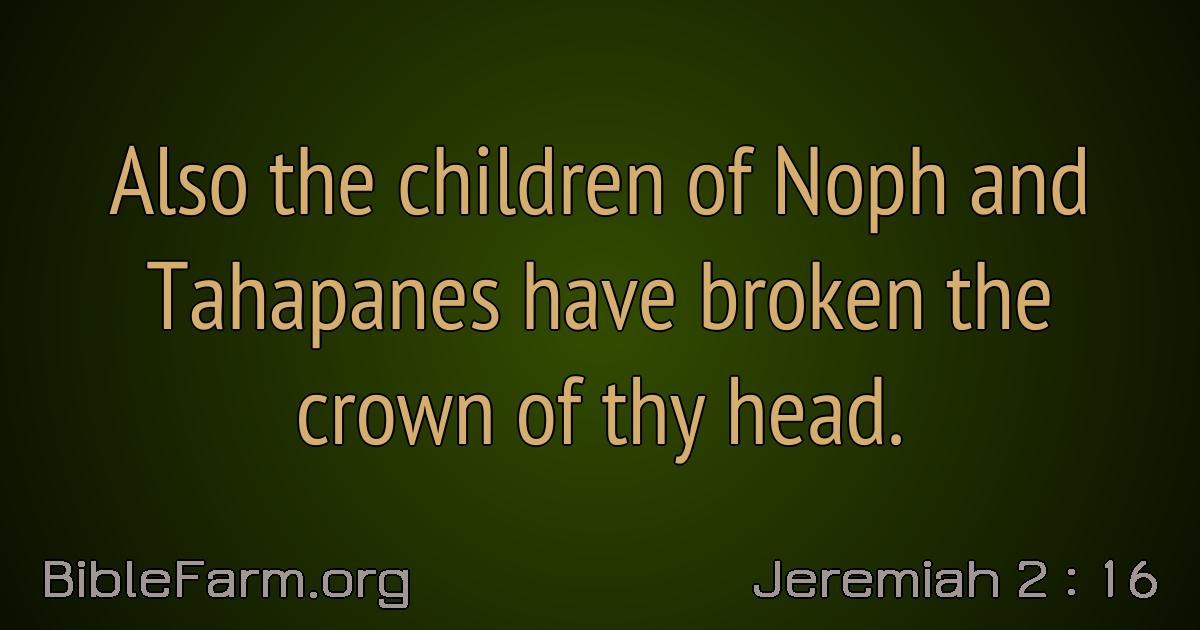 Also the children of Noph and
Tahapanes have broken the
crown of thy head.
BibleFarm.org
Jeremiah 2 : 16